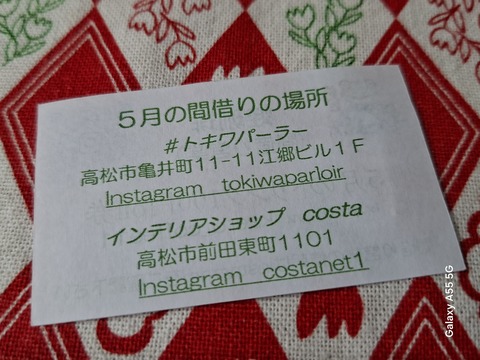 5月の間借りの場所
#トキワパーラー
高松市亀井町11-11江郷ビル1F
Instagram tokiwaparloir
インテリアショップ costa
高松市前田東町1101
Instagram costanet1
Galaxy A55 5G